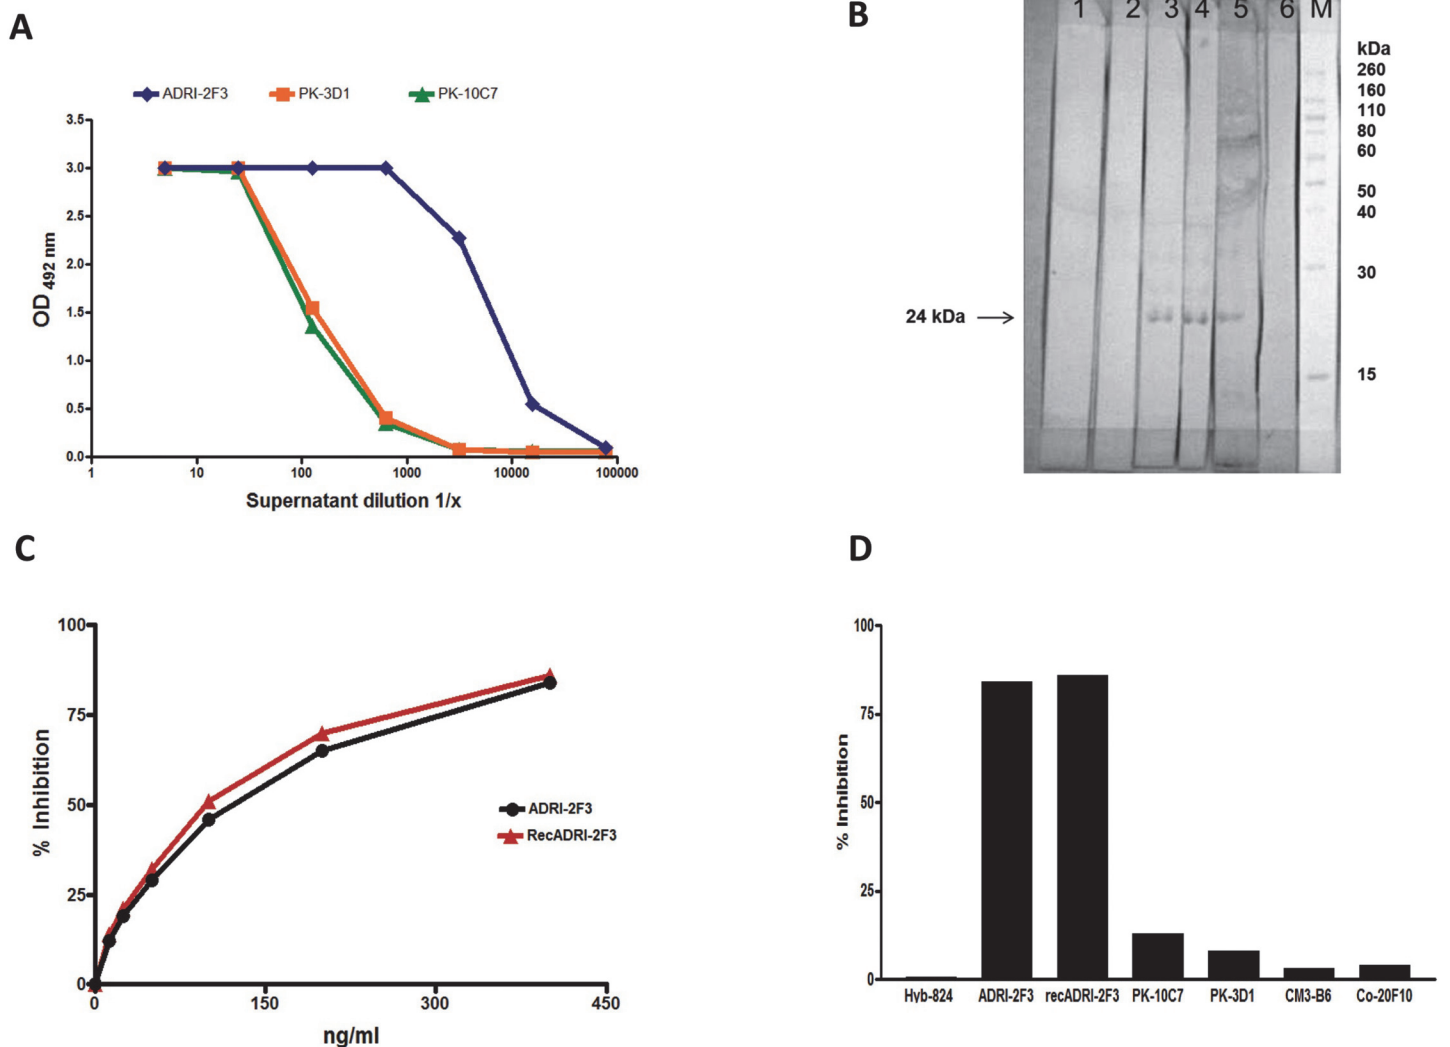 A
ADRI-2F3 PK-3D1 PK-10C7
3.5
3.0
2.5
2.0
1.5
1.0
0.5
0.0
OD 492 nm
1 10 100 1000 10000 100000
Supernatant dilution 1/x
B
1 2 3 4 5 6 M
kDa
260
160
110
80
60
50
40
30
15
24 kDa
C
100
75
50
25
0
% Inhibition
ADRI-2F3
RecADRI-2F3
0 150 300 450
ng/ml
D
100
75
50
25
0
% Inhibition
Hyb-824 ADRI-2F3 recADRI-2F3 PK-10C7 PK-3D1 CM3-B6 Co-20F10